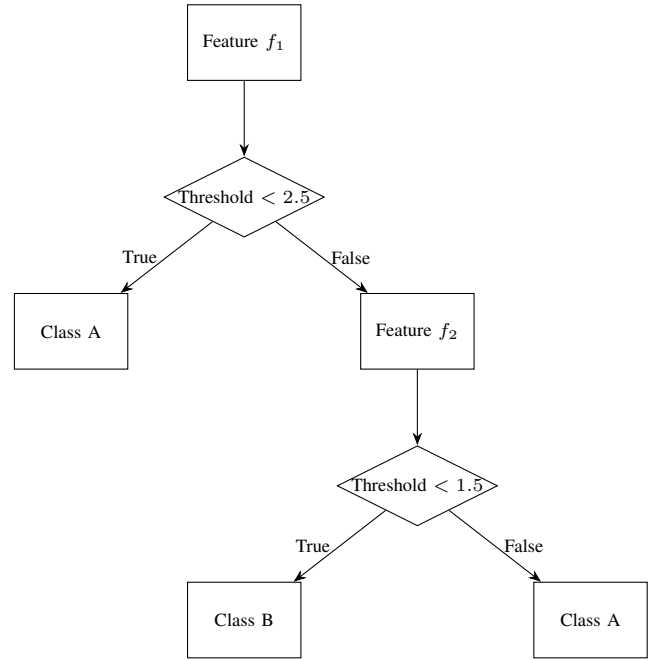 Feature f₁
Threshold < 2.5
True
False
Class A
Feature f₂
Threshold < 1.5
True
False
Class B
Class A